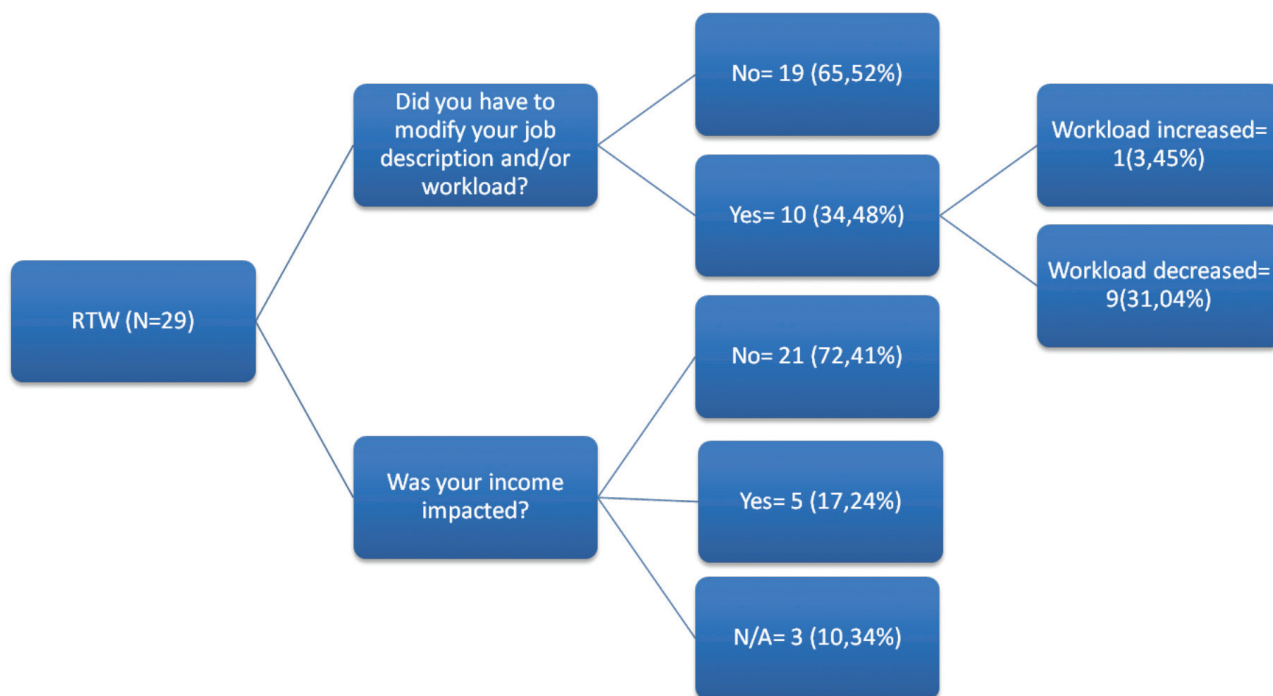 RTW (N=29)
Did you have to
modify your job
description and/or
workload?
No= 19 (65,52%)
Yes= 10 (34,48%)
Workload increased=
1(3,45%)
Workload decreased=
9(31,04%)
Was your income
impacted?
No= 21 (72,41%)
Yes= 5 (17,24%)
N/A= 3 (10,34%)